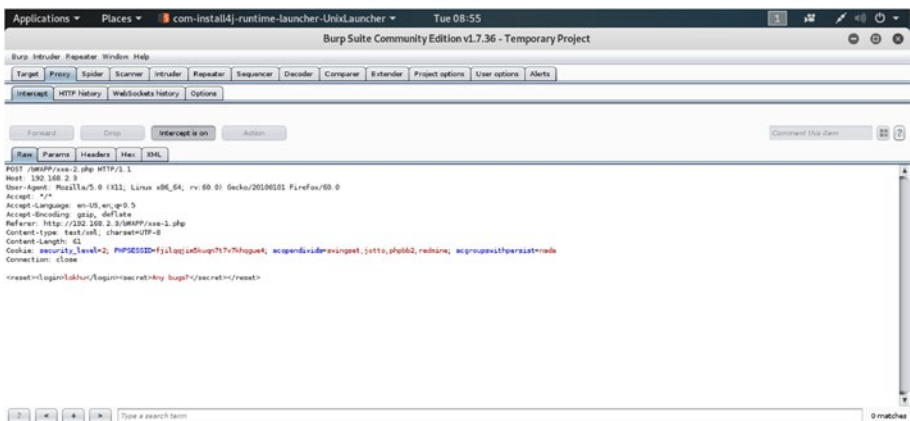 Applications Places com-install4j-runtime-launcher-UnixLauncher Tue 08:55 1
Burp Suite Community Edition v1.7.36 - Temporary Project
Burp Intruder Repeater Window Help
Target Proxy Spider Scanner Intruder Repeater Sequencer Decoder Comparer Extender Project options User options Alerts
Intercept HTTP history WebSockets history Options
Forward Drop Intercept is on Action Comment this item ?
Raw Params Headers Hex XML
POST /bWAPP/xxe-2.php HTTP/1.1
Host: 192.168.2.3
User-Agent: Mozilla/5.0 (X11; Linux x86_64; rv:60.0) Gecko/20100101 Firefox/60.0
Accept: */*
Accept-Language: en-US,en;q=0.5
Accept-Encoding: gzip, deflate
Referer: http://192.168.2.3/bWAPP/xxe-1.php
Content-type: text/xml; charset=UTF-8
Content-Length: 61
Cookie: security_level=2; acopendivids=swingset,jotto,phpbb2,redmine; acgroupswithpersist=nada
Connection: close
<reset><login>lokhu</login><secret>Any bugs?</secret></reset>
? < + > Type a search term 0 matches